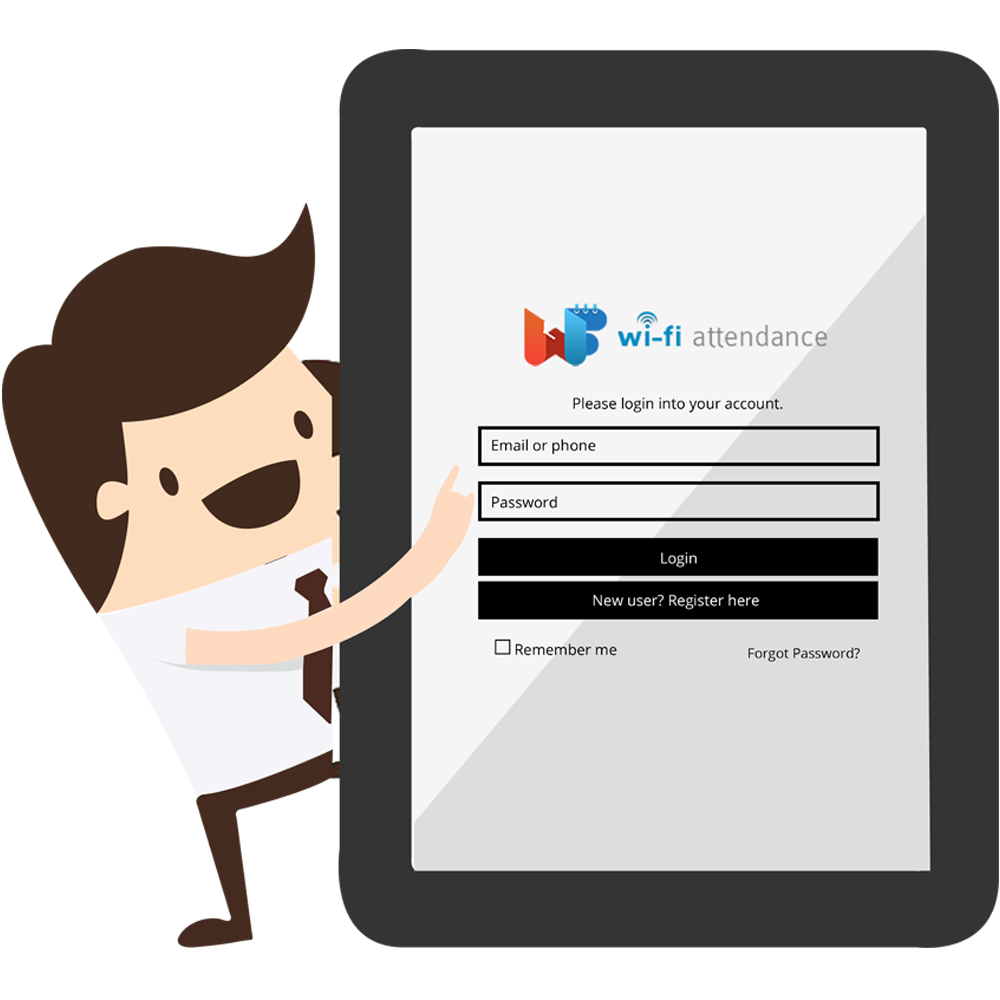 wi-fi attendance
Please login into your account.
Email or phone
Password
Login
New user? Register here
Remember me
Forgot Password?